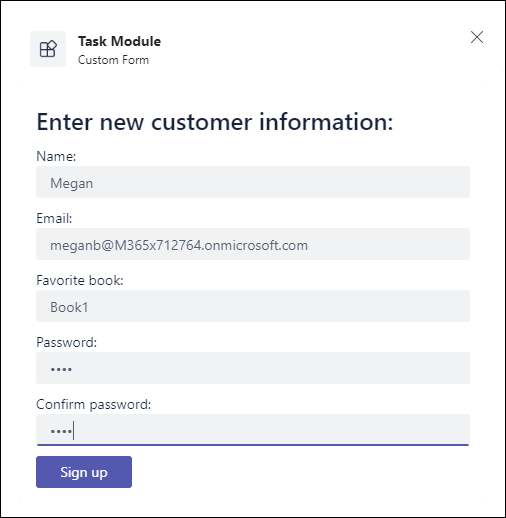 Task Module
Custom Form
Enter new customer information:
Name:
Megan
Email:
meganb@M365x712764.onmicrosoft.com
Favorite book:
Book1
Password:
••••
Confirm password:
••••
Sign up